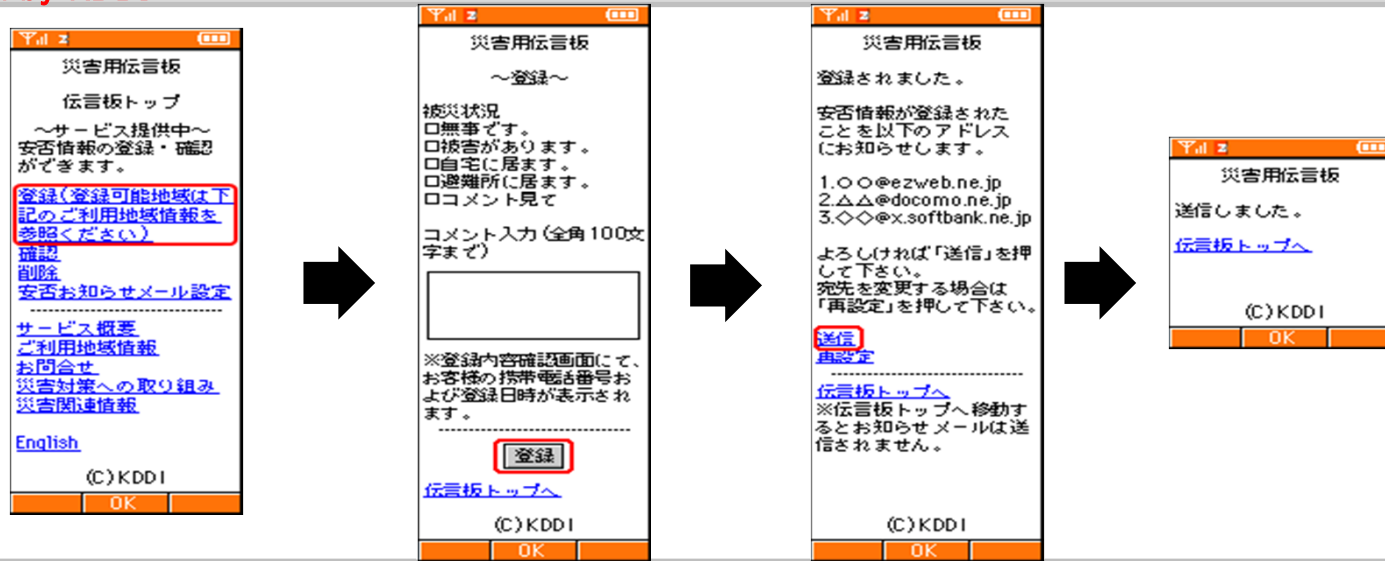 災害用伝言板
伝言板トップ
～サービス提供中～
安否情報の登録・確認
ができます。
登録(登録可能地域は下
記のご利用地域情報を
参照ください)
確認
削除
安否お知らせメール設定
サービス概要
ご利用地域情報
お問合せ
災害対策への取り組み
災害関連情報
English
(C)KDDI
OK
災害用伝言板
～登録～
被災状況
□無事です。
□被害があります。
□自宅に居ます。
□避難所に居ます。
□コメント見て
コメント入力(全角100文
字まで)
※登録内容確認画面にて、
お客様の携帯電話番号お
よび登録日時が表示され
ます。
登録
伝言板トップへ
(C)KDDI
OK
災害用伝言板
登録されました。
安否情報が登録された
ことを以下のアドレス
にお知らせします。
1.○○@ezweb.ne.jp
2.△△@docomo.ne.jp
3.◇◇@x.softbank.ne.jp
よろしければ「送信」を押
して下さい。
宛先を変更する場合は
「再設定」を押して下さい。
送信
再設定
伝言板トップへ
※伝言板トップへ移動す
るとお知らせメールは送
信されません。
(C)KDDI
OK
災害用伝言板
送信しました。
伝言板トップへ
(C)KDDI
OK